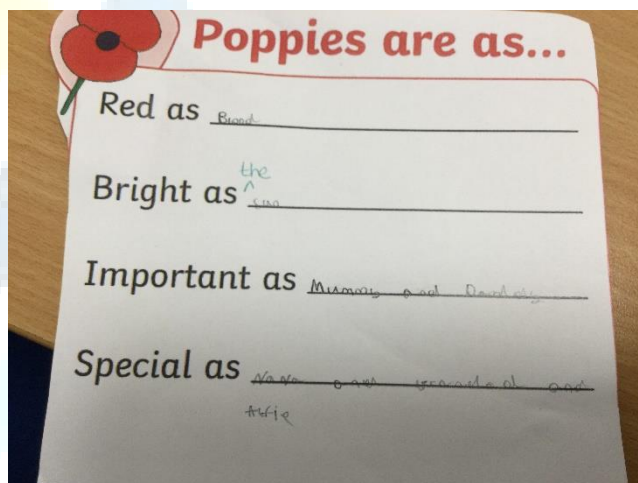 Poppies are as...
Red as Blood
the
Bright as ^ sun
Important as Mummy and Daddy
Special as Nana and grandad and
Alfie